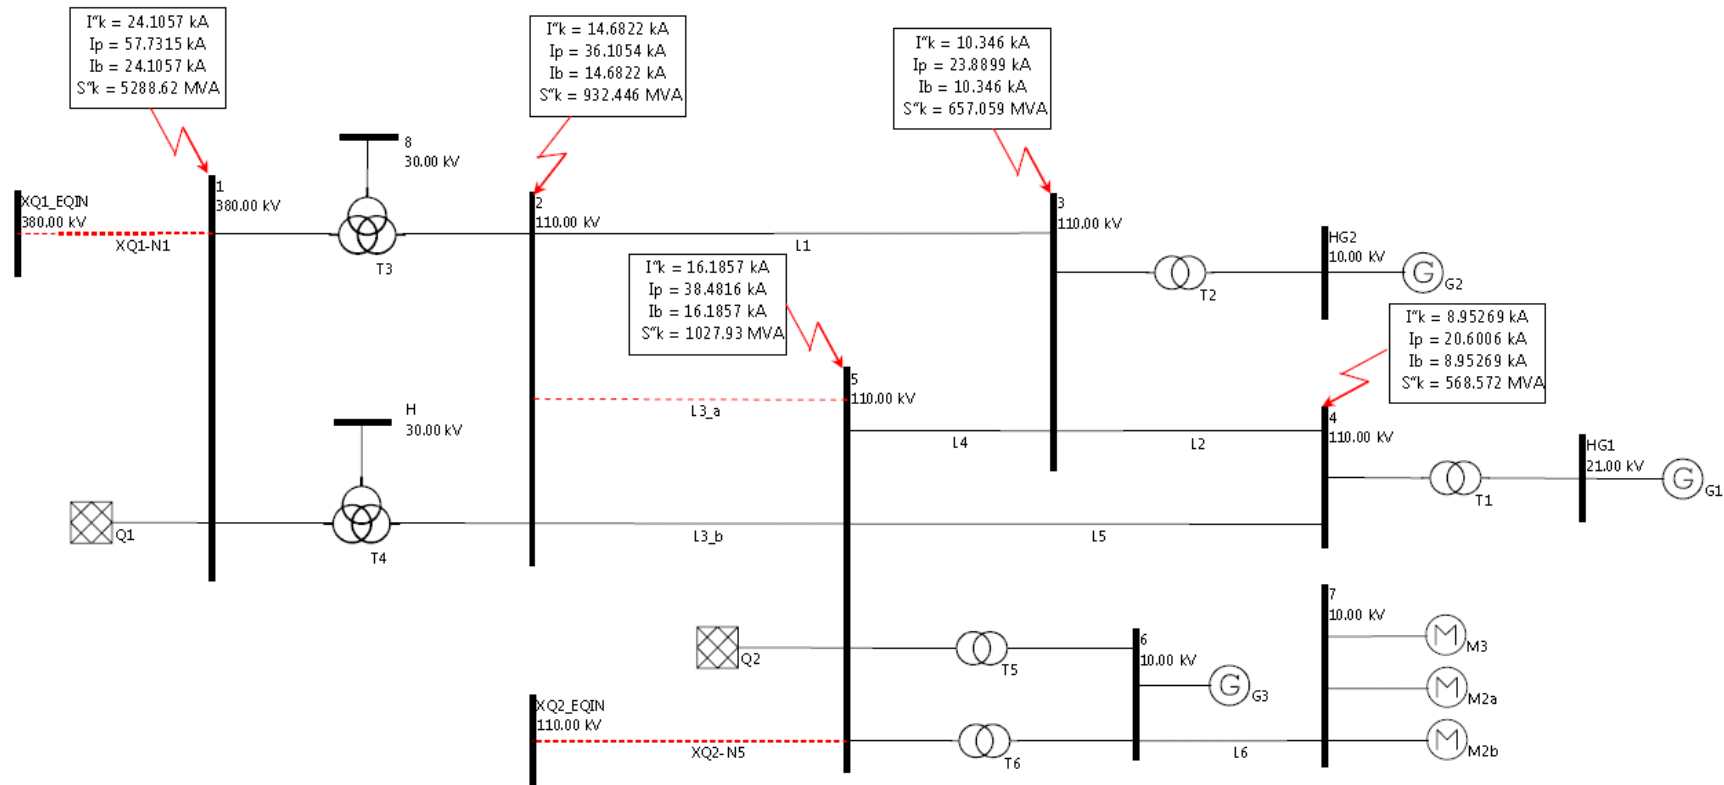 I"k = 24.1057 kA
Ip = 57.7315 kA
Ib = 24.1057 kA
S"k = 5288.62 MVA
I"k = 14.6822 kA
Ip = 36.1054 kA
Ib = 14.6822 kA
S"k = 932.446 MVA
I"k = 10.346 kA
Ip = 23.8899 kA
Ib = 10.346 kA
S"k = 657.059 MVA
8
30.00 kV
XQ1_EQIN
380.00 kV
XQ1-N1
1
380.00 kV
T3
2
110.00 kV
L1
3
110.00 kV
HG2
10.00 kV
G2
T2
I"k = 16.1857 kA
Ip = 38.4816 kA
Ib = 16.1857 kA
S"k = 1027.93 MVA
I"k = 8.95269 kA
Ip = 20.6006 kA
Ib = 8.95269 kA
S"k = 568.572 MVA
5
110.00 kV
L3_a
H
30.00 kV
L4
L2
4
110.00 kV
HG1
21.00 kV
G1
T1
Q1
T4
L3_b
L5
7
10.00 kV
M3
Q2
T5
6
10.00 kV
G3
M2a
XQ2_EQIN
110.00 kV
XQ2-N5
T6
L6
M2b
G
G
G
M
M
M